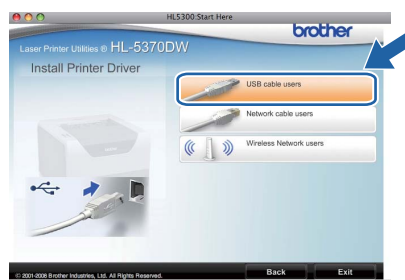 HL5300:Start Here
brother
Laser Printer Utilities ® HL-5370DW
Install Printer Driver
USB cable users
Network cable users
Wireless Network users
© 2001-2008 Brother Industries, Ltd. All Rights Reserved.
Back
Exit